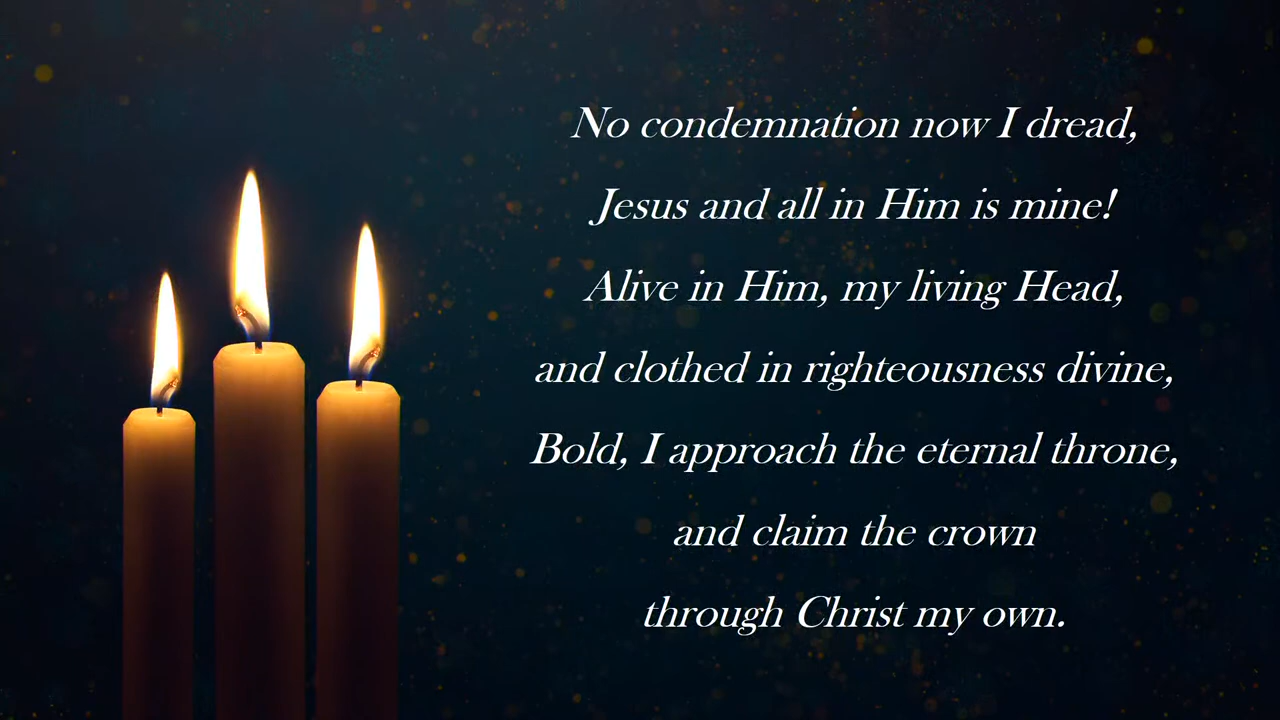 No condemnation now I dread,
Jesus and all in Him is mine!
Alive in Him, my living Head,
and clothed in righteousness divine,
Bold, I approach the eternal throne,
and claim the crown
through Christ my own.